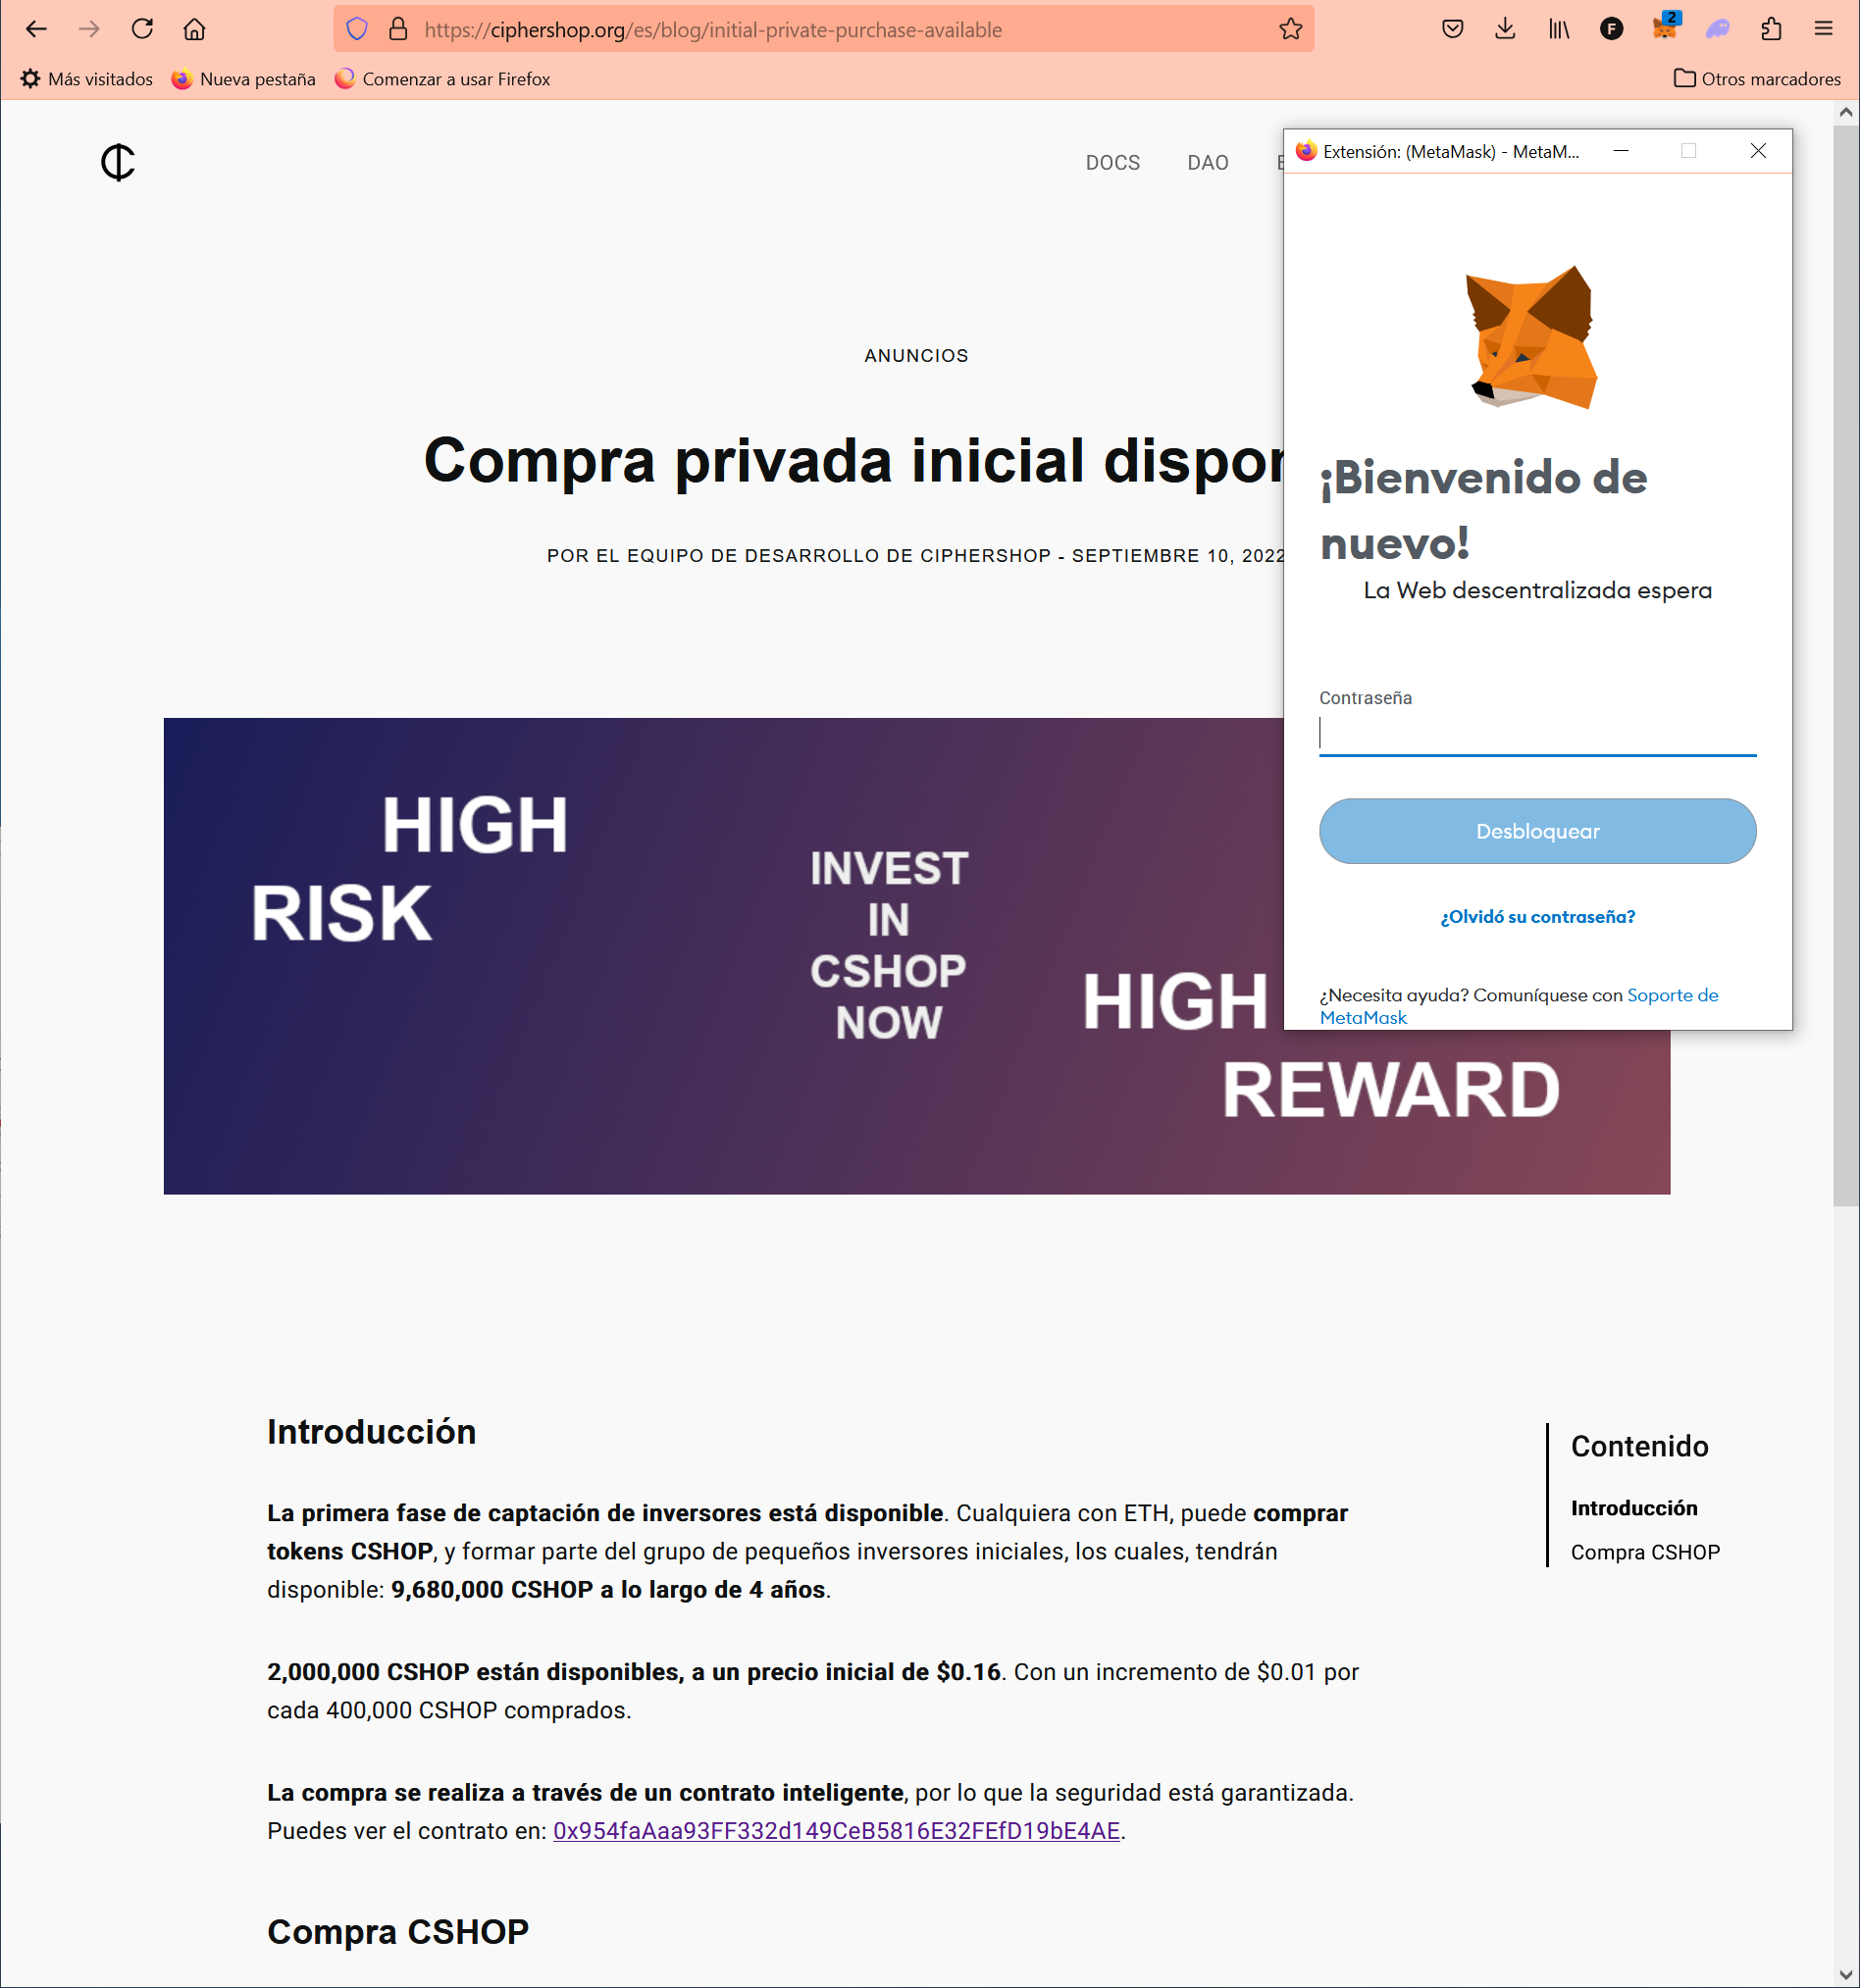 https://ciphershop.org/es/blog/initial-private-purchase-available
F
2
Más visitados
Nueva pestaña
Comenzar a usar Firefox
Otros marcadores
DOCS
DAO
Extensión: (MetaMask) - MetaM...
ANUNCIOS
Compra privada inicial dispon
POR EL EQUIPO DE DESARROLLO DE CIPHERSHOP - SEPTIEMBRE 10, 2022
¡Bienvenido de
nuevo!
La Web descentralizada espera
Contraseña
Desbloquear
¿Olvidó su contraseña?
¿Necesita ayuda? Comuníquese con Soporte de
MetaMask
HIGH
RISK
INVEST
IN
CSHOP
NOW
HIGH
REWARD
Introducción
La primera fase de captación de inversores está disponible. Cualquiera con ETH, puede comprar
tokens CSHOP, y formar parte del grupo de pequeños inversores iniciales, los cuales, tendrán
disponible: 9,680,000 CSHOP a lo largo de 4 años.
2,000,000 CSHOP están disponibles, a un precio inicial de $0.16. Con un incremento de $0.01 por
cada 400,000 CSHOP comprados.
La compra se realiza a través de un contrato inteligente, por lo que la seguridad está garantizada.
Puedes ver el contrato en: 0x954faAaa93FF332d149CeB5816E32FEfD19bE4AE.
Compra CSHOP
Contenido
Introducción
Compra CSHOP